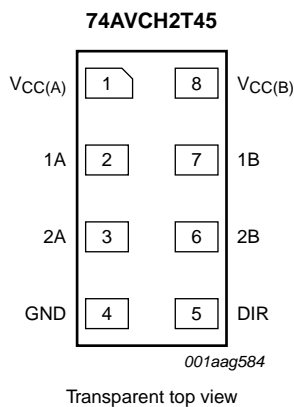 74AVCH2T45
VCC(A) 1 8 VCC(B)
1A 2 7 1B
2A 3 6 2B
GND 4 5 DIR
001aag584
Transparent top view